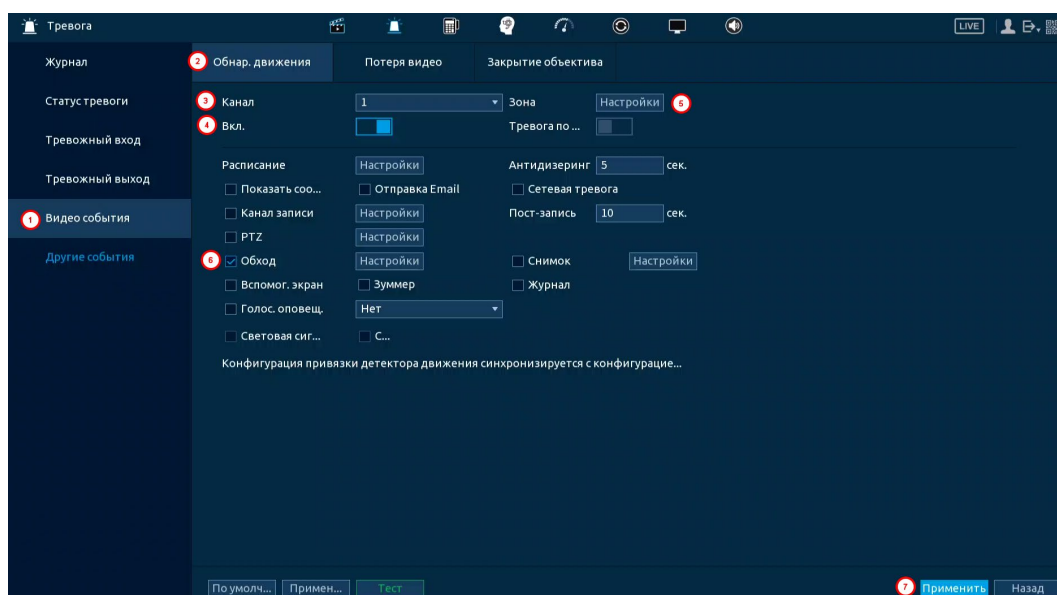 Тревога LIVE
Журнал
Статус тревоги
Тревожный вход
Тревожный выход
1 Видео события
Другие события
2 Обнар. движения Потеря видео Закрытие объектива
3 Канал 1 Зона Настройки 5
4 Вкл. Тревога по ...
Расписание Настройки Антидизеринг 5 сек.
Показать соо... Отправка Email Сетевая тревога
Канал записи Настройки Пост-запись 10 сек.
PTZ Настройки
6 Обход Настройки Снимок Настройки
Вспомог. экран Зуммер Журнал
Голос. оповещ. Нет
Световая сиг... С...
Конфигурация привязки детектора движения синхронизируется с конфигурацие...
По умолч... Примен... Тест 7 Применить Назад